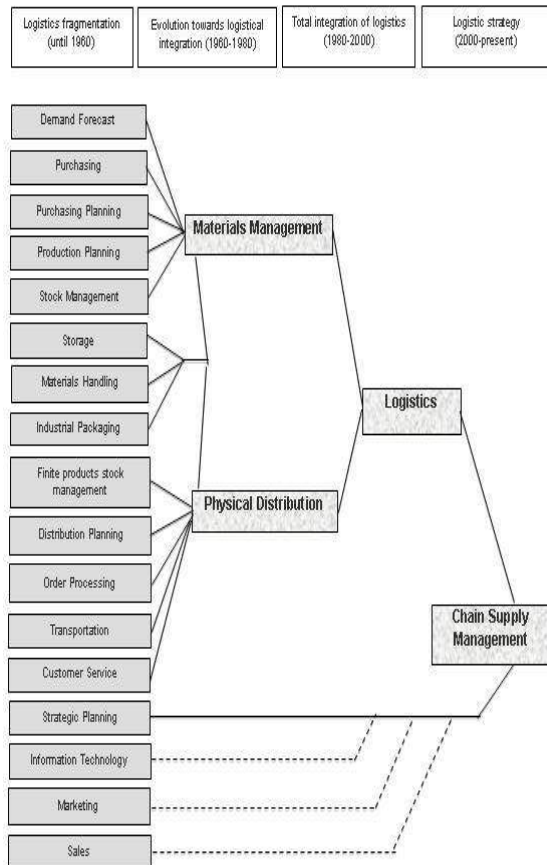 Logistics fragmentation
(until 1960)
Evolution towards logistical
integration (1960-1980)
Total integration of logistics
(1980-2000)
Logistic strategy
(2000-present)
Demand Forecast
Purchasing
Purchasing Planning
Production Planning
Stock Management
Storage
Materials Handling
Industrial Packaging
Finite products stock
management
Distribution Planning
Order Processing
Transportation
Customer Service
Strategic Planning
Information Technology
Marketing
Sales
Materials Management
Physical Distribution
Logistics
Chain Supply
Management